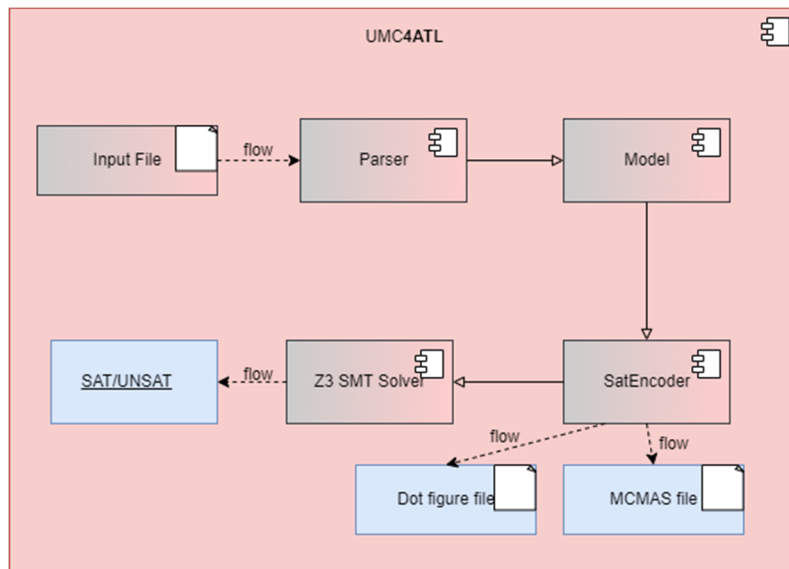 UMC4ATL
Input File
flow
Parser
Model
SAT/UNSAT
flow
Z3 SMT Solver
SatEncoder
flow
flow
Dot figure file
MCMAS file